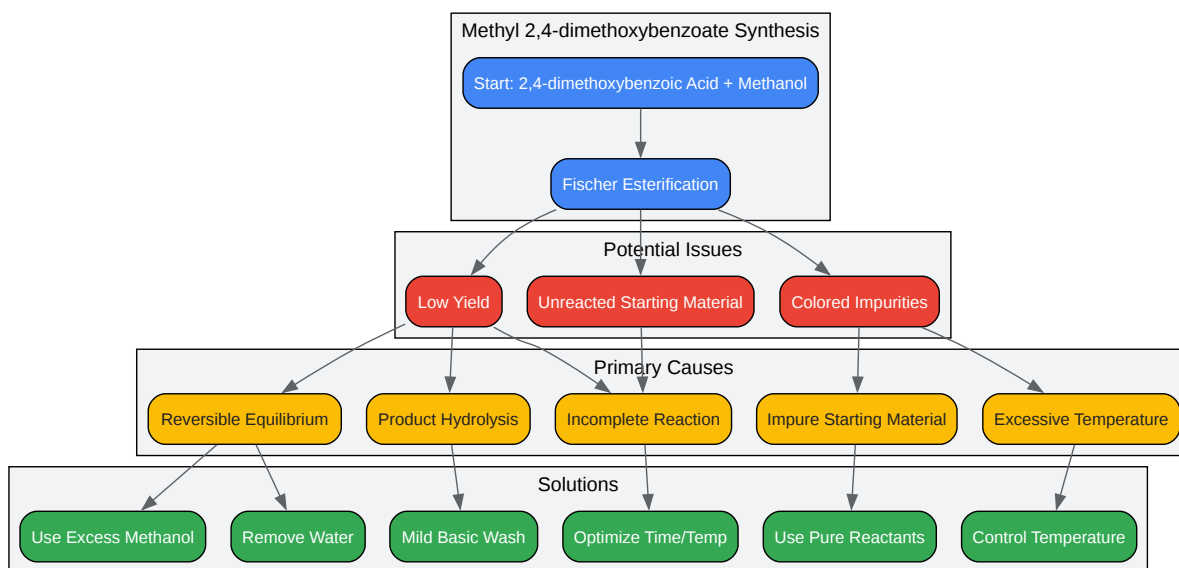 Methyl 2,4-dimethoxybenzoate Synthesis
Start: 2,4-dimethoxybenzoic Acid + Methanol
Fischer Esterification
Potential Issues
Low Yield
Unreacted Starting Material
Colored Impurities
Primary Causes
Reversible Equilibrium
Product Hydrolysis
Incomplete Reaction
Impure Starting Material
Excessive Temperature
Solutions
Use Excess Methanol
Remove Water
Mild Basic Wash
Optimize Time/Temp
Use Pure Reactants
Control Temperature